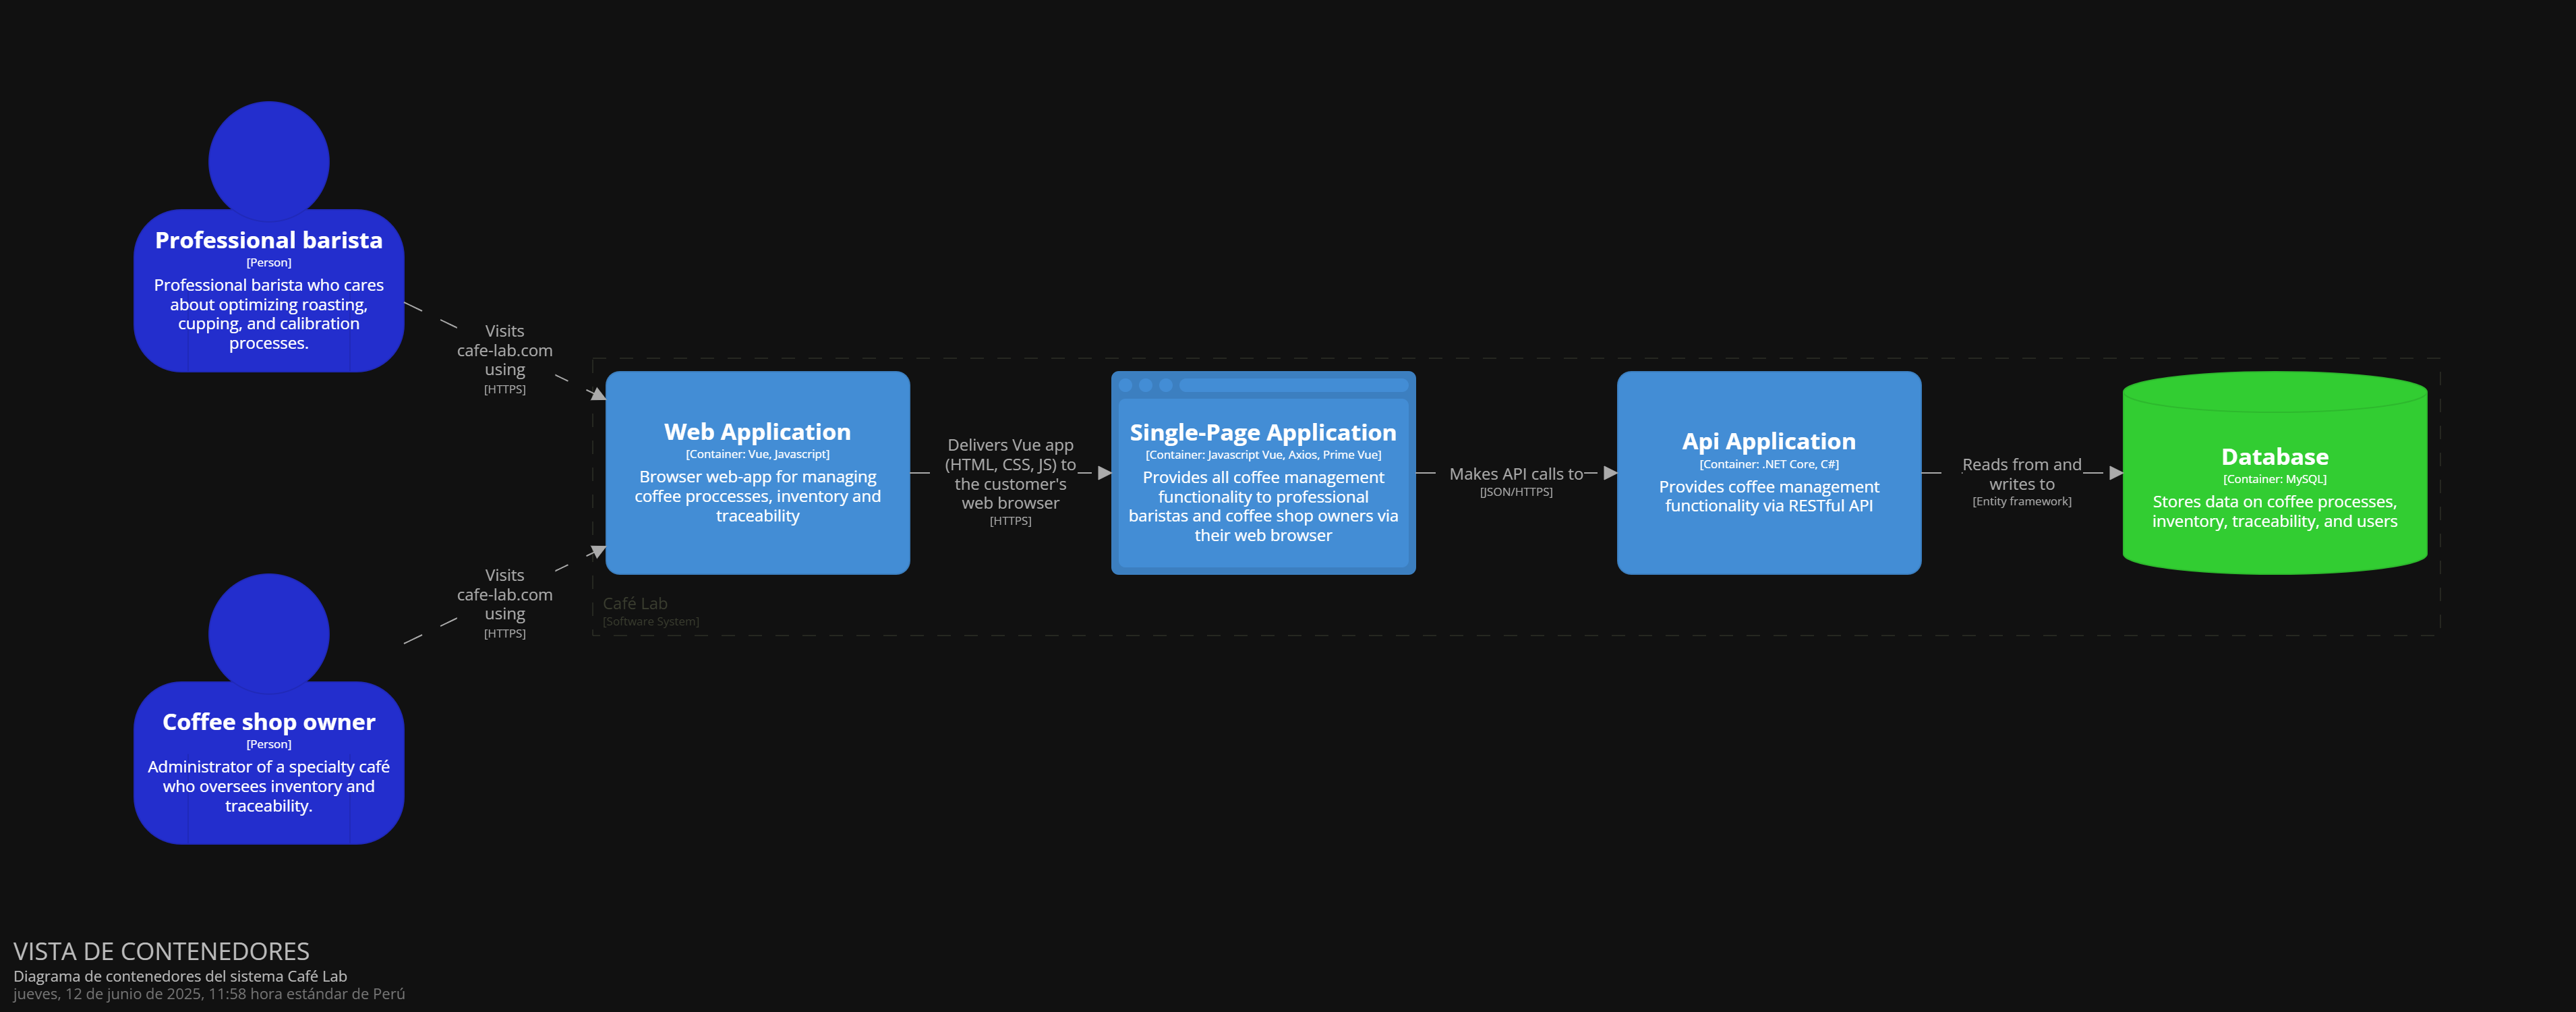 Professional barista
[Person]
Professional barista who cares
about optimizing roasting,
cupping, and calibration
processes.
Visits
cafe-lab.com
using
[HTTPS]
Web Application
[Container: Vue, Javascript]
Browser web-app for managing
coffee proccesses, inventory and
traceability
Delivers Vue app
(HTML, CSS, JS) to
the customer's
web browser
[HTTPS]
Single-Page Application
[Container: Javascript Vue, Axios, Prime Vue]
Provides all coffee management
functionality to professional
baristas and coffee shop owners via
their web browser
Makes API calls to
[JSON/HTTPS]
Api Application
[Container: .NET Core, C#]
Provides coffee management
functionality via RESTful API
Reads from and
writes to
[Entity framework]
Database
[Container: MySQL]
Stores data on coffee processes,
inventory, traceability, and users
Visits
cafe-lab.com
using
[HTTPS]
Café Lab
[Software System]
Coffee shop owner
[Person]
Administrator of a specialty café
who oversees inventory and
traceability.
VISTA DE CONTENEDORES
Diagrama de contenedores del sistema Café Lab
jueves, 12 de junio de 2025, 11:58 hora estándar de Perú